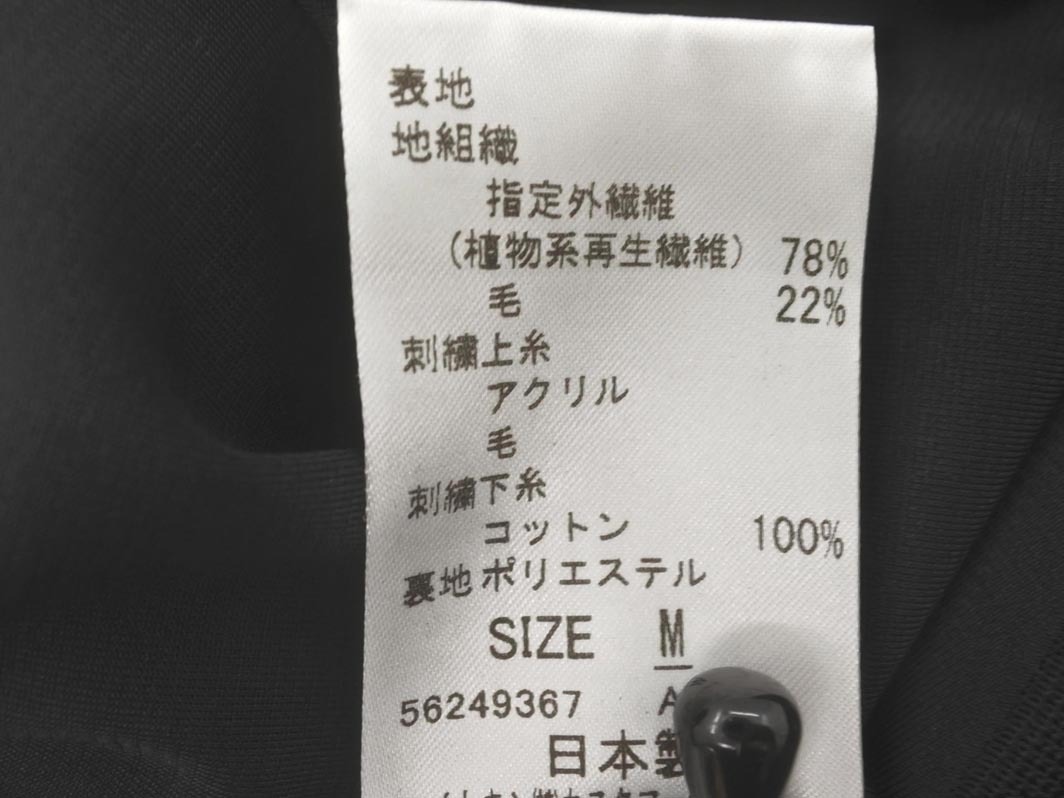 表地
地組織
指定外繊維
(植物系再生繊維) 78%
毛 22%
刺繍上糸
アクリル
毛
刺繍下糸
コットン 100%
裏地 ポリエステル
SIZE M
56249367 A
日本製